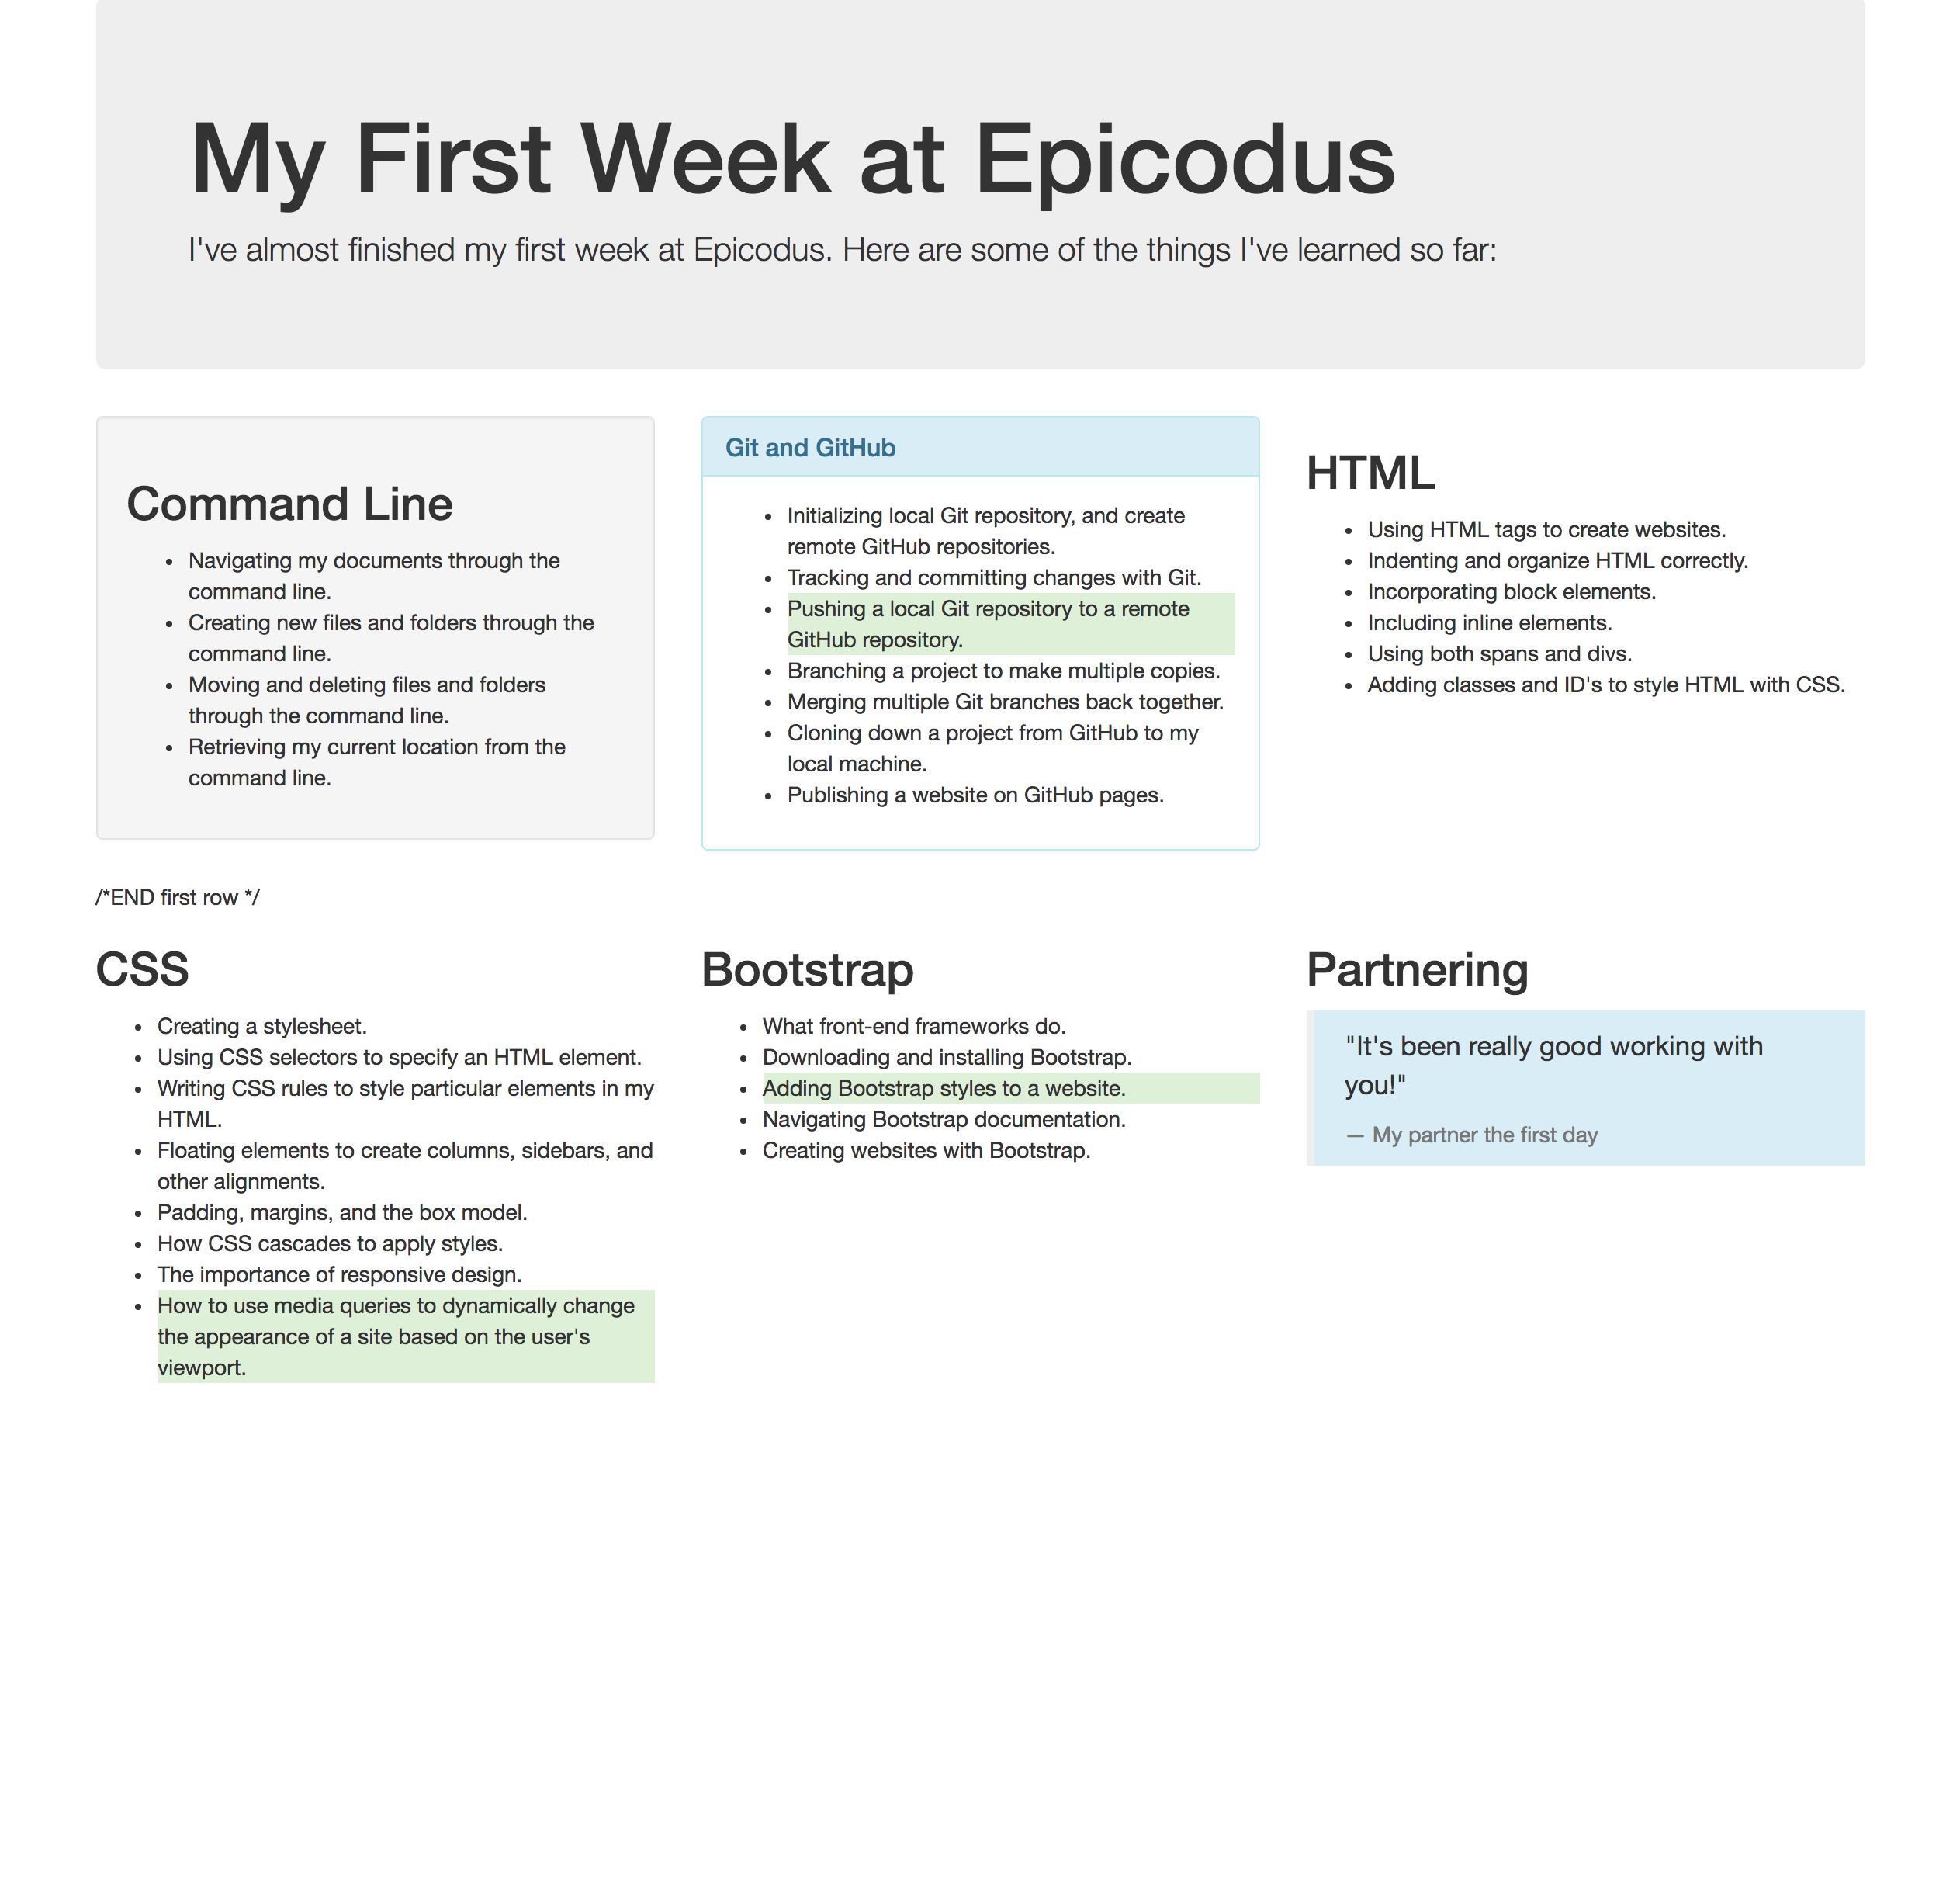 My First Week at Epicodus
I've almost finished my first week at Epicodus. Here are some of the things I've learned so far:
Command Line
Navigating my documents through the
command line.
Creating new files and folders through the
command line.
Moving and deleting files and folders
through the command line.
Retrieving my current location from the
command line.
Git and GitHub
Initializing local Git repository, and create
remote GitHub repositories.
Tracking and committing changes with Git.
Pushing a local Git repository to a remote
GitHub repository.
Branching a project to make multiple copies.
Merging multiple Git branches back together.
Cloning down a project from GitHub to my
local machine.
Publishing a website on GitHub pages.
HTML
Using HTML tags to create websites.
Indenting and organize HTML correctly.
Incorporating block elements.
Including inline elements.
Using both spans and divs.
Adding classes and ID's to style HTML with CSS.
/*END first row */
CSS
Creating a stylesheet.
Using CSS selectors to specify an HTML element.
Writing CSS rules to style particular elements in my
HTML.
Floating elements to create columns, sidebars, and
other alignments.
Padding, margins, and the box model.
How CSS cascades to apply styles.
The importance of responsive design.
How to use media queries to dynamically change
the appearance of a site based on the user's
viewport.
Bootstrap
What front-end frameworks do.
Downloading and installing Bootstrap.
Adding Bootstrap styles to a website.
Navigating Bootstrap documentation.
Creating websites with Bootstrap.
Partnering
"It's been really good working with
you!"
— My partner the first day